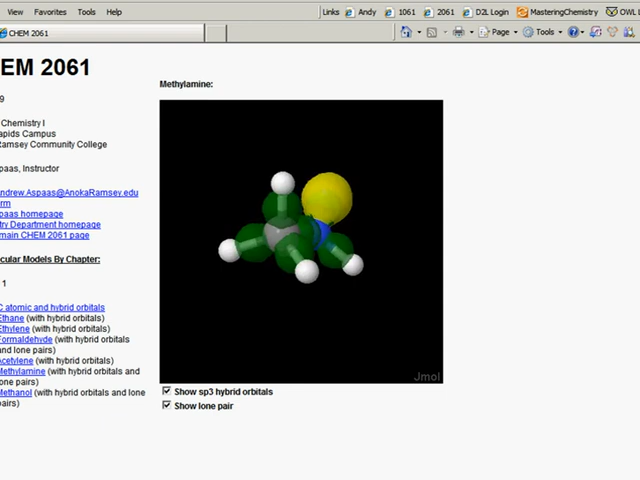 View Favorites Tools Help Links Andy 1061 2061 D2L Login MasteringChemistry OWL L
CHEM 2061 Page Tools
EM 2061
Methylamine:
9
Chemistry I
apids Campus
Ramsey Community College
paas, Instructor
ndrew.Aspaas@AnokaRamsey.edu
rm
paas homepage
try Department homepage
main CHEM 2061 page
cular Models By Chapter:
1
C atomic and hybrid orbitals
Ethane (with hybrid orbitals)
Ethylene (with hybrid orbitals)
Formaldehyde (with hybrid orbitals
and lone pairs)
Acetylene (with hybrid orbitals)
Methylamine (with hybrid orbitals and
one pairs)
Methanol (with hybrid orbitals and lone
pairs)
Jmol
Show sp3 hybrid orbitals
Show lone pair